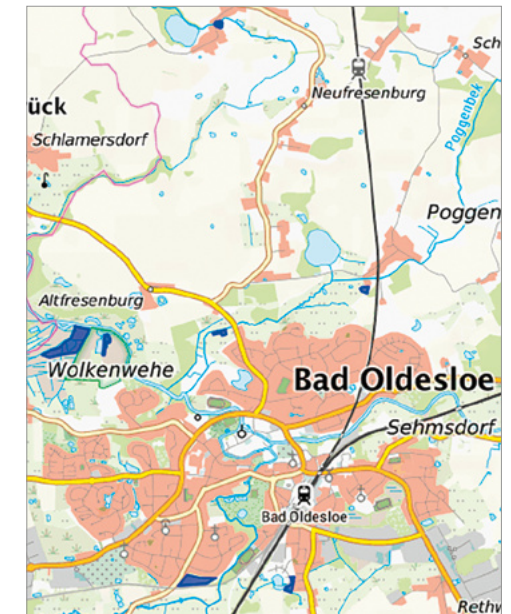 Sch
Neufresenburg
ück
Poggenbek
Schlamersdorf
Poggen
Altfresenburg
Wolkenwehe
Bad Oldesloe
Sehmsdorf
Bad Oldesloe
Rethw